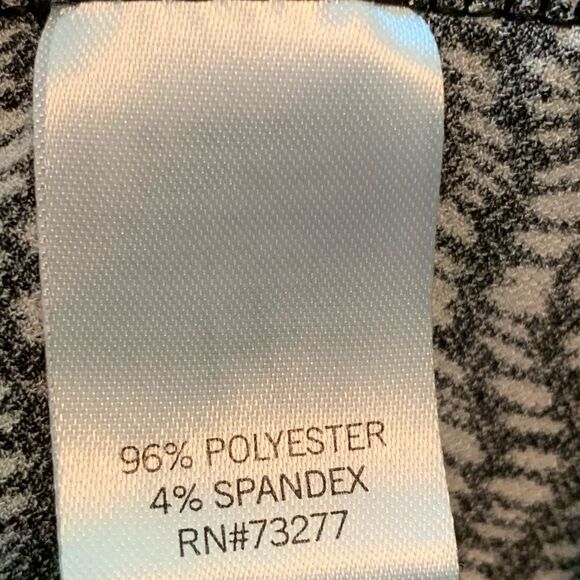 96% POLYESTER
4% SPANDEX
RN#73277